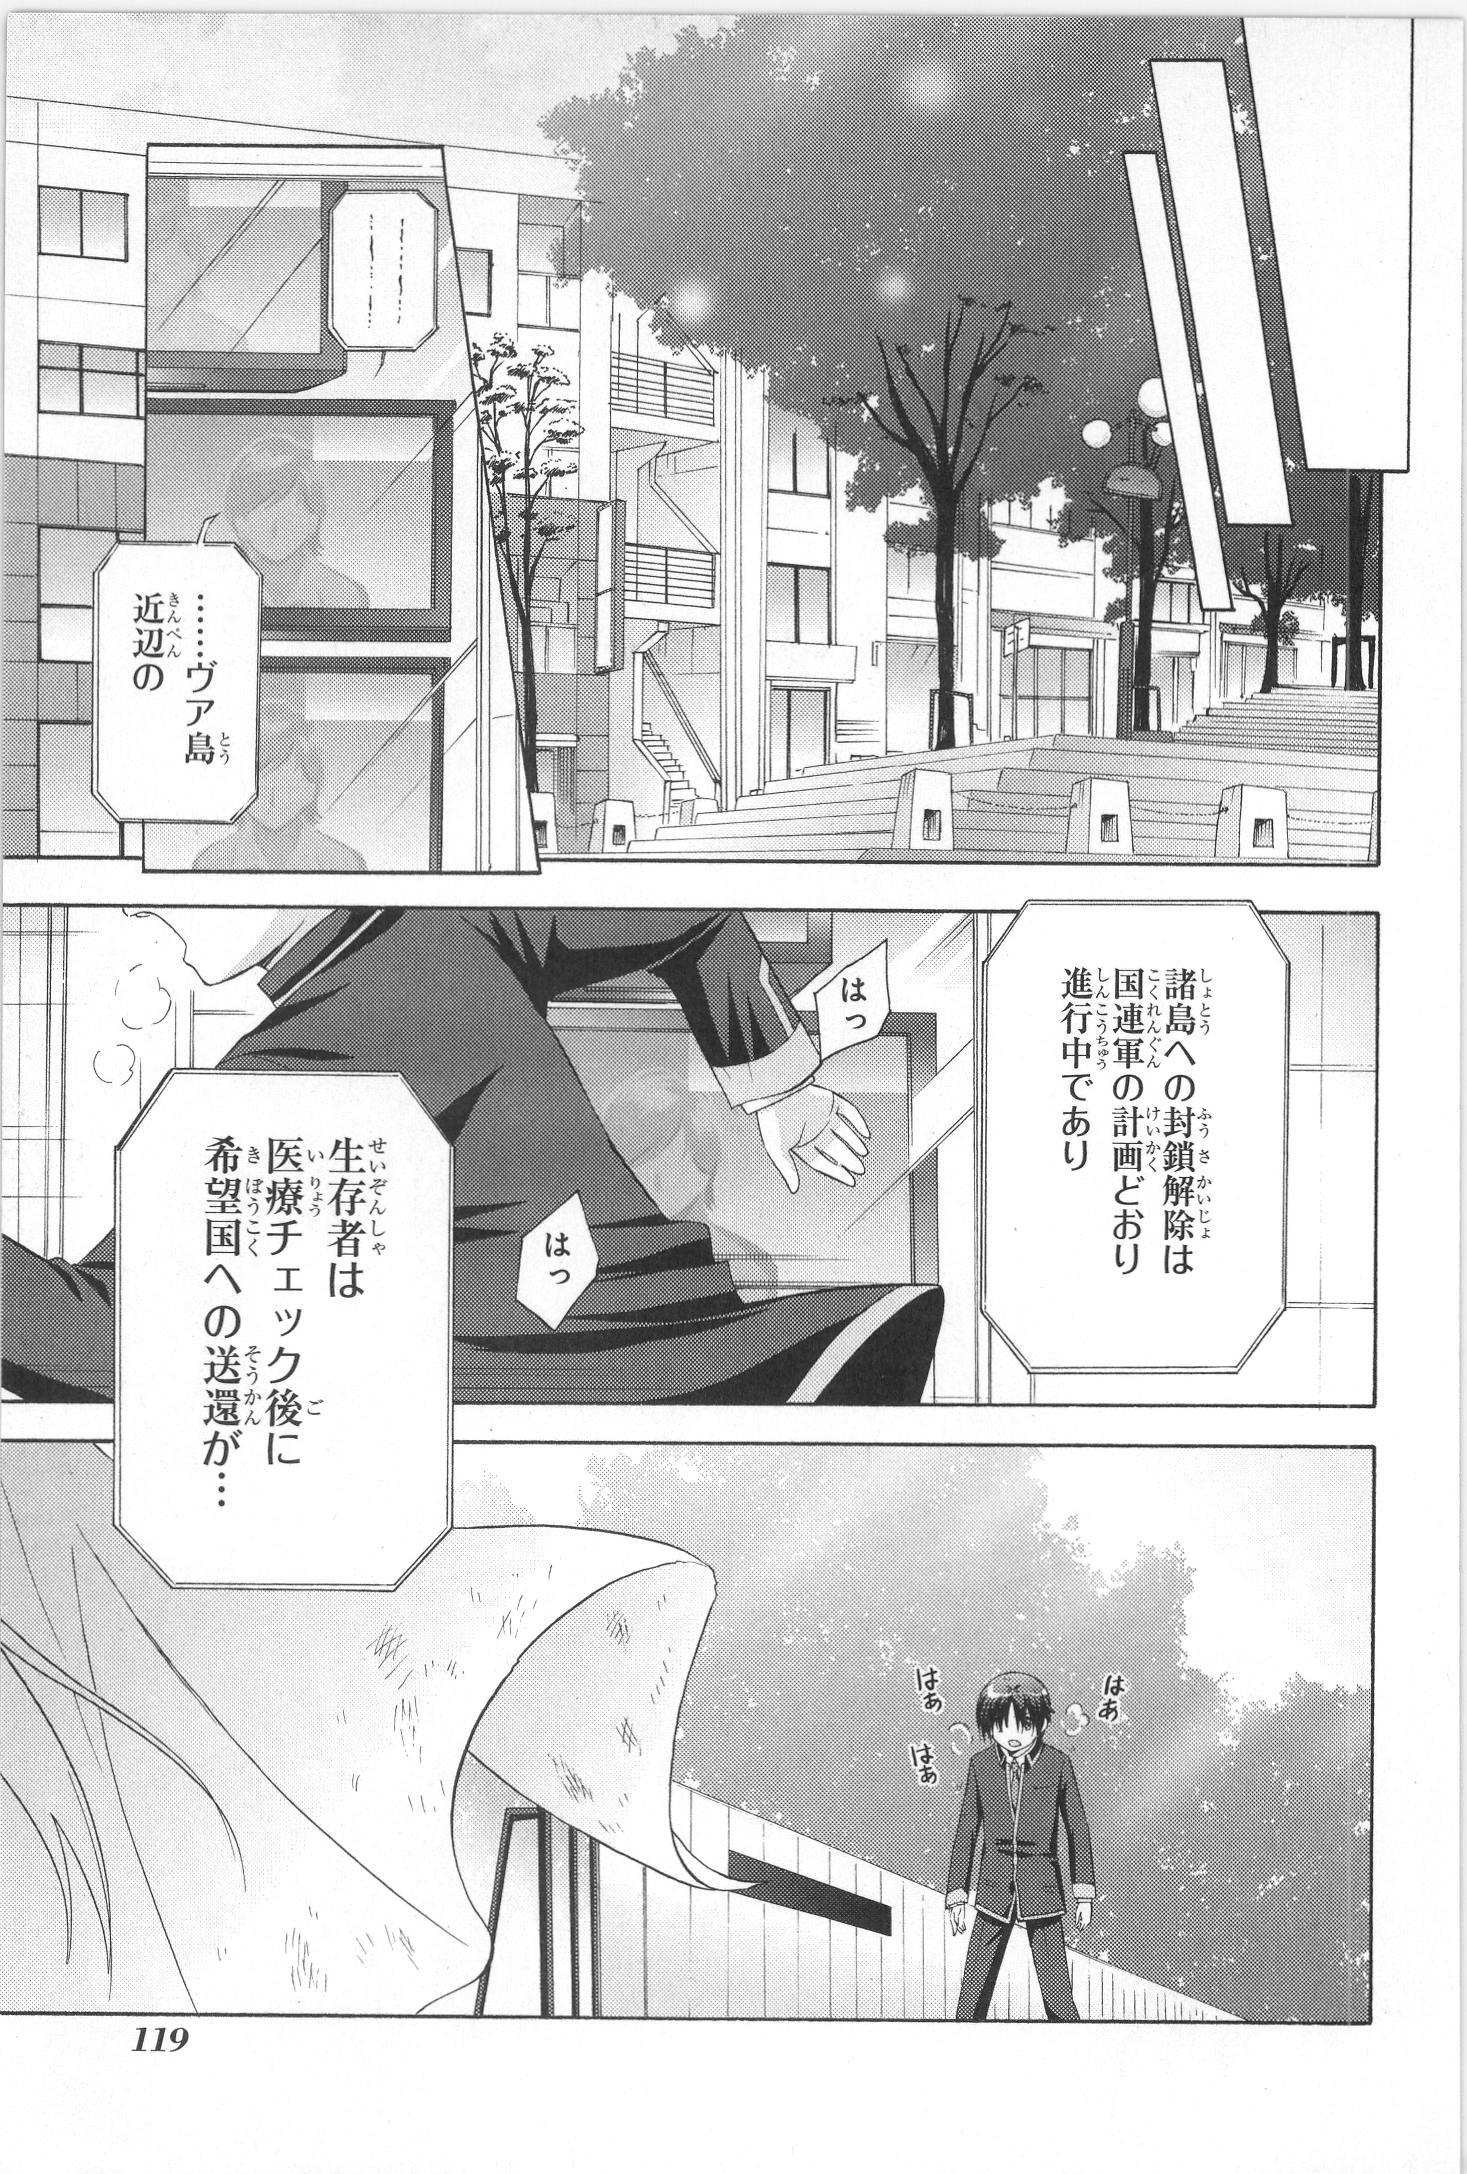 …………
……ヴァ島
近辺の
諸島への封鎖解除は
国連軍の計画どおり
進行中であり
はっ
はっ
生存者は
医療チェック後に
希望国への送還が…
はぁ
はぁ
はぁ
119